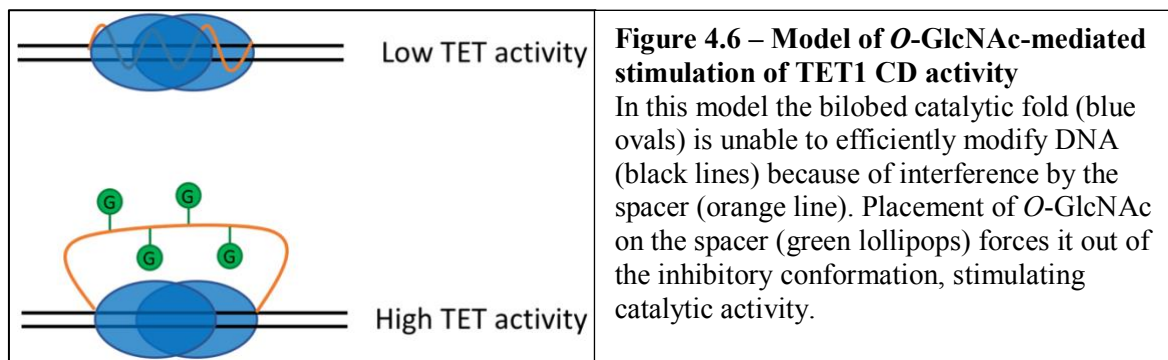 Low TET activity
G
G
G
G
High TET activity
Figure 4.6 – Model of O-GlcNAc-mediated
stimulation of TET1 CD activity
In this model the bilobed catalytic fold (blue
ovals) is unable to efficiently modify DNA
(black lines) because of interference by the
spacer (orange line). Placement of O-GlcNAc
on the spacer (green lollipops) forces it out of
the inhibitory conformation, stimulating
catalytic activity.